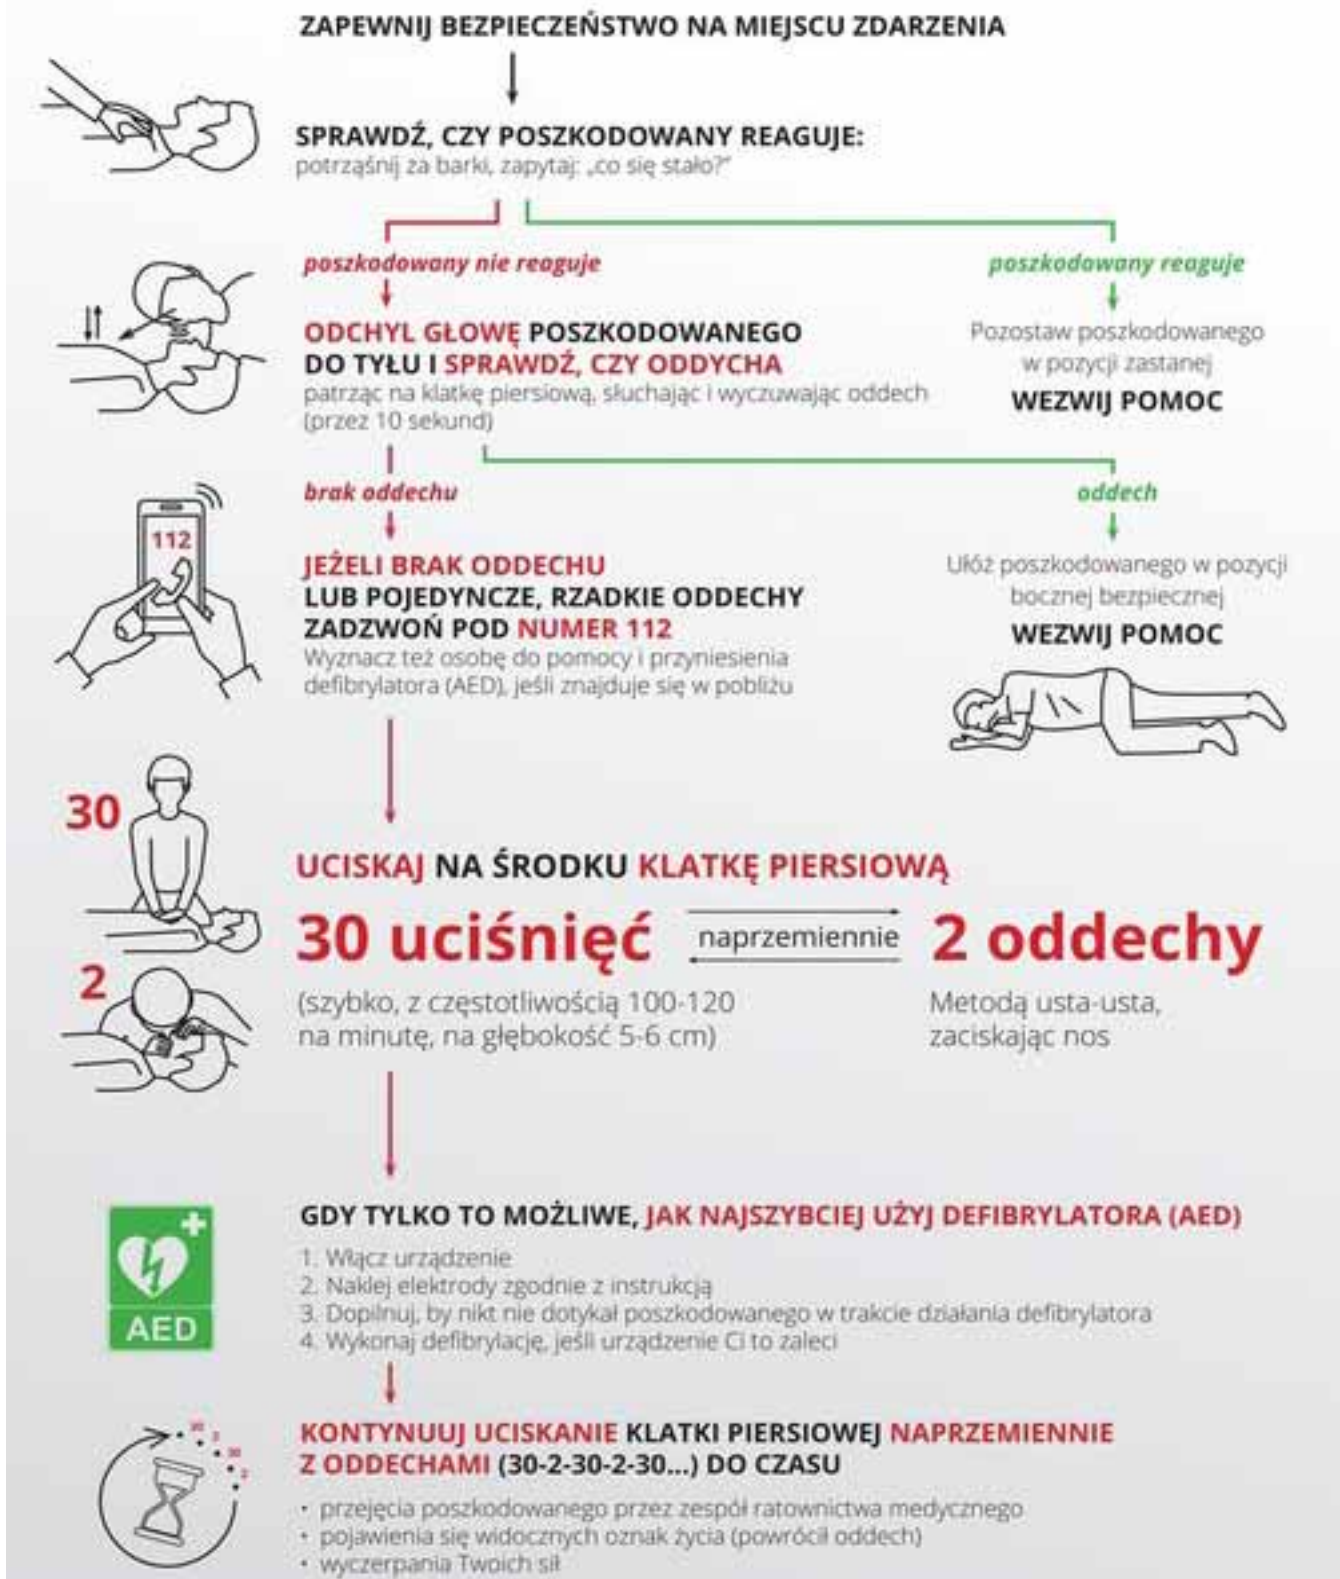 ZAPEWNIJ BEZPIECZEŃSTWO NA MIEJSCU ZDARZENIA
SPRAWDŹ, CZY POSZKODOWANY REAGUJE:
potrząśnij za barki, zapytaj: „co się stało?"
poszkodowany nie reaguje
poszkodowany reaguje
ODCHYL GŁOWĘ POSZKODOWANEGO
DO TYŁU I SPRAWDŹ, CZY ODDYCHA
patrząc na klatkę piersiową, słuchając i wyczuwając oddech
(przez 10 sekund)
Pozostaw poszkodowanego
w pozycji zastanej
WEZWIJ POMOC
brak oddechu
oddech
112
JEŻELI BRAK ODDECHU
LUB POJEDYNCZE, RZADKIE ODDECHY
ZADZWOŃ POD NUMER 112
Wyznacz też osobę do pomocy i przyniesienia
defibrylatora (AED), jeśli znajduje się w pobliżu
Ułóż poszkodowanego w pozycji
bocznej bezpiecznej
WEZWIJ POMOC
30
UCISKAJ NA ŚRODKU KLATKĘ PIERSIOWĄ
30 uciśnięć
naprzemiennie
2 oddechy
2
(szybko, z częstotliwością 100-120
na minutę, na głębokość 5-6 cm)
Metodą usta-usta,
zaciskając nos
AED
GDY TYLKO TO MOŻLIWE, JAK NAJSZYBCIEJ UŻYJ DEFIBRYLATORA (AED)
1. Włącz urządzenie
2. Naklej elektrody zgodnie z instrukcją
3. Dopilnuj, by nikt nie dotykał poszkodowanego w trakcie działania defibrylatora
4. Wykonaj defibrylację, jeśli urządzenie Ci to zaleci
30
2
30
2
KONTYNUUJ UCISKANIE KLATKI PIERSIOWEJ NAPRZEMIENNIE
Z ODDECHAMI (30-2-30-2-30...) DO CZASU
• przejęcia poszkodowanego przez zespół ratownictwa medycznego
• pojawienia się widocznych oznak życia (powrócił oddech)
• wyczerpania Twoich sił